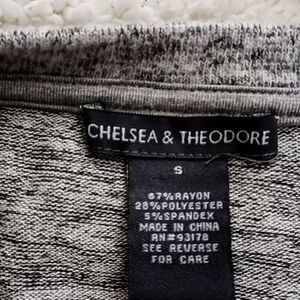 CHELSEA & THEODORE
S
67%RAYON
28%POLYESTER
5%SPANDEX
MADE IN CHINA
RN#93178
SEE REVERSE
FOR CARE